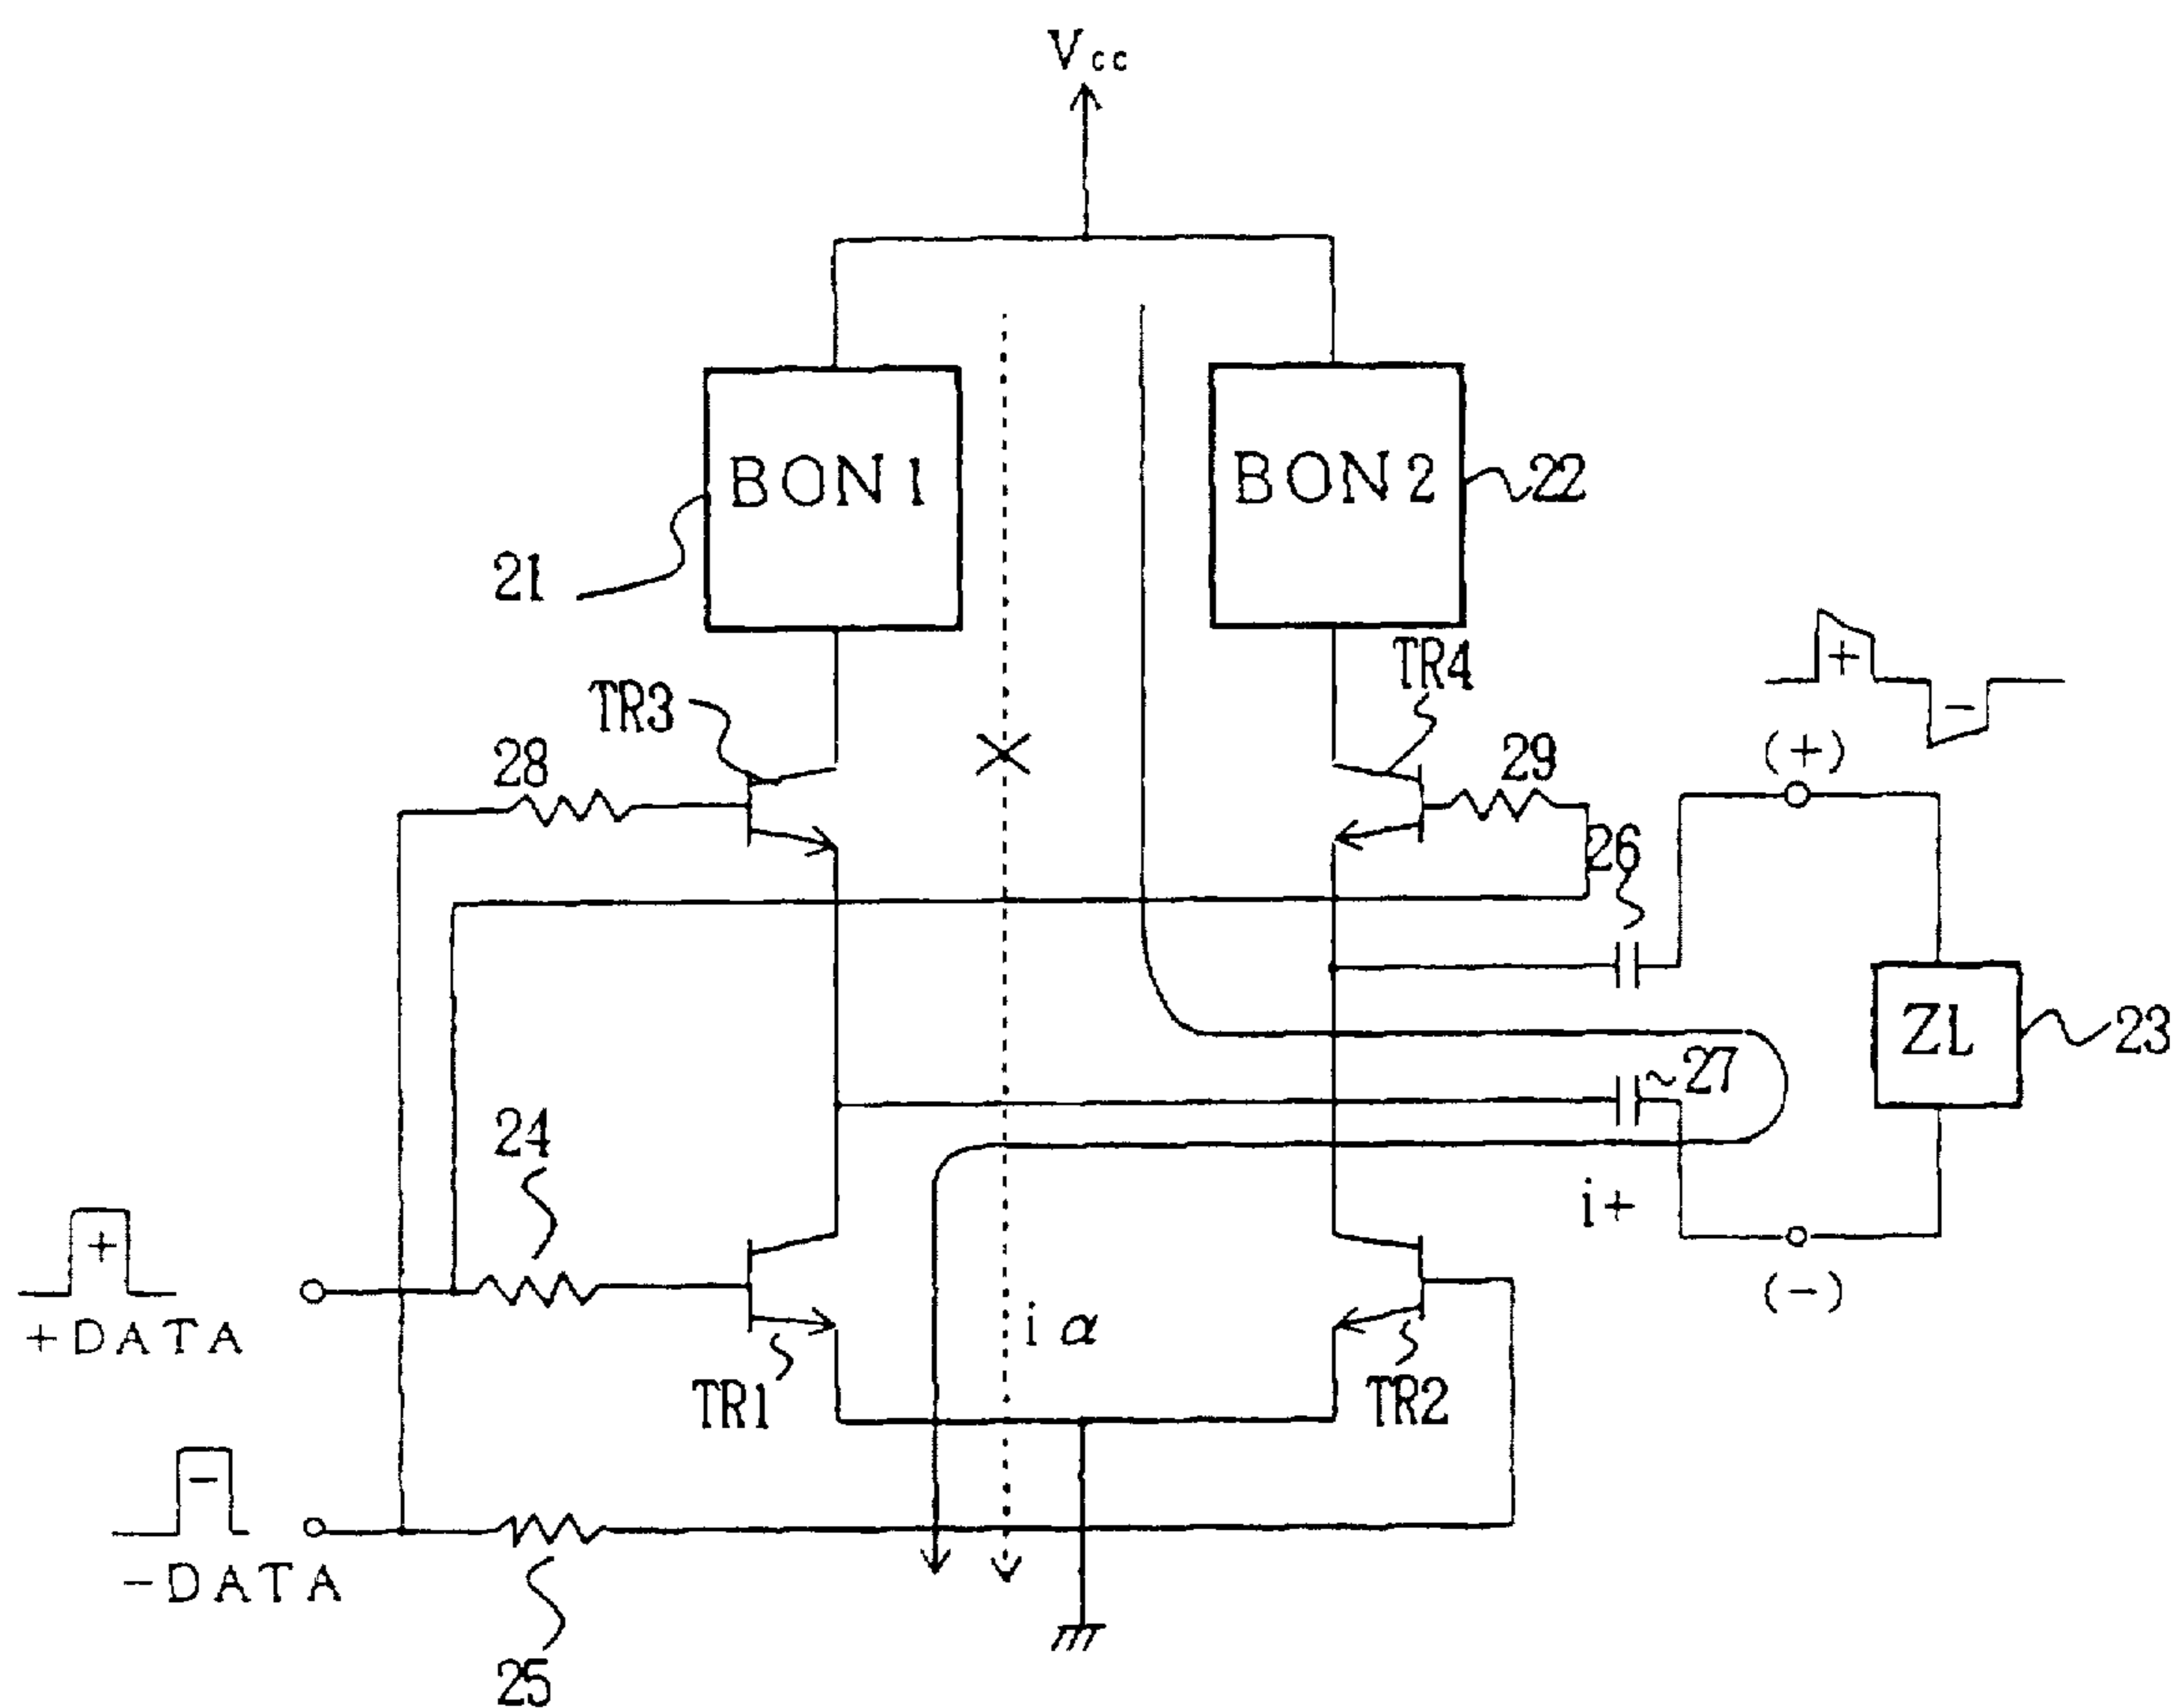 Vcc
BON1
BON2
22
21
TR4
TR3
+
-
28
29
(+)
26
ZL
23
27
24
i+
+
+DATA
(-)
i α
TR1
TR2
-
-DATA
25